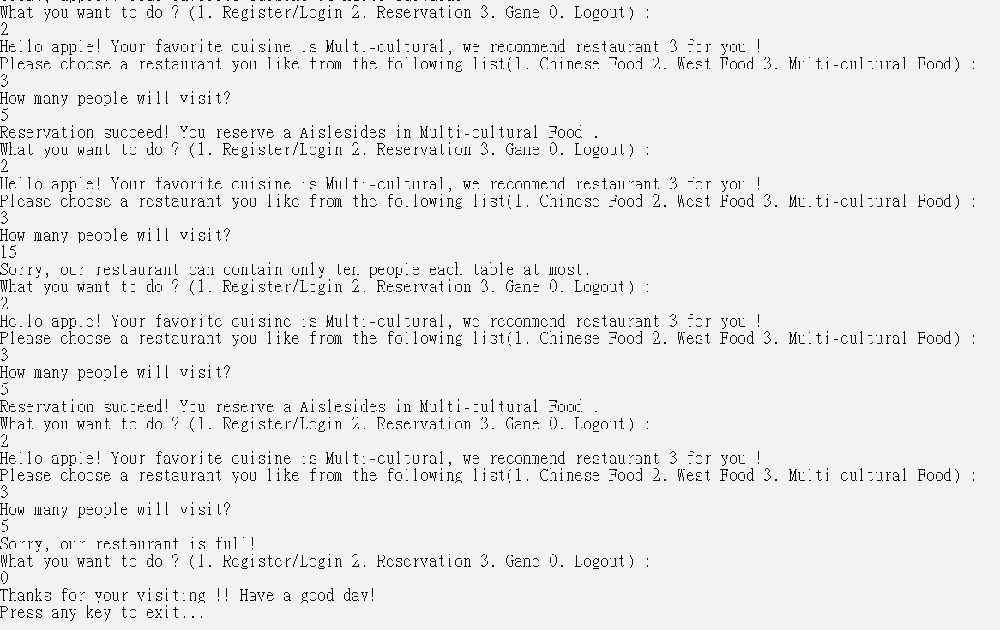 What you want to do ? (1. Register/Login 2. Reservation 3. Game 0. Logout) :
2
Hello apple! Your favorite cuisine is Multi-cultural, we recommend restaurant 3 for you!!
Please choose a restaurant you like from the following list(1. Chinese Food 2. West Food 3. Multi-cultural Food) :
3
How many people will visit?
5
Reservation succeed! You reserve a Aislesides in Multi-cultural Food .
What you want to do ? (1. Register/Login 2. Reservation 3. Game 0. Logout) :
2
Hello apple! Your favorite cuisine is Multi-cultural, we recommend restaurant 3 for you!!
Please choose a restaurant you like from the following list(1. Chinese Food 2. West Food 3. Multi-cultural Food) :
3
How many people will visit?
15
Sorry, our restaurant can contain only ten people each table at most.
What you want to do ? (1. Register/Login 2. Reservation 3. Game 0. Logout) :
2
Hello apple! Your favorite cuisine is Multi-cultural, we recommend restaurant 3 for you!!
Please choose a restaurant you like from the following list(1. Chinese Food 2. West Food 3. Multi-cultural Food) :
3
How many people will visit?
5
Reservation succeed! You reserve a Aislesides in Multi-cultural Food .
What you want to do ? (1. Register/Login 2. Reservation 3. Game 0. Logout) :
2
Hello apple! Your favorite cuisine is Multi-cultural, we recommend restaurant 3 for you!!
Please choose a restaurant you like from the following list(1. Chinese Food 2. West Food 3. Multi-cultural Food) :
3
How many people will visit?
5
Sorry, our restaurant is full!
What you want to do ? (1. Register/Login 2. Reservation 3. Game 0. Logout) :
0
Thanks for your visiting !! Have a good day!
Press any key to exit...